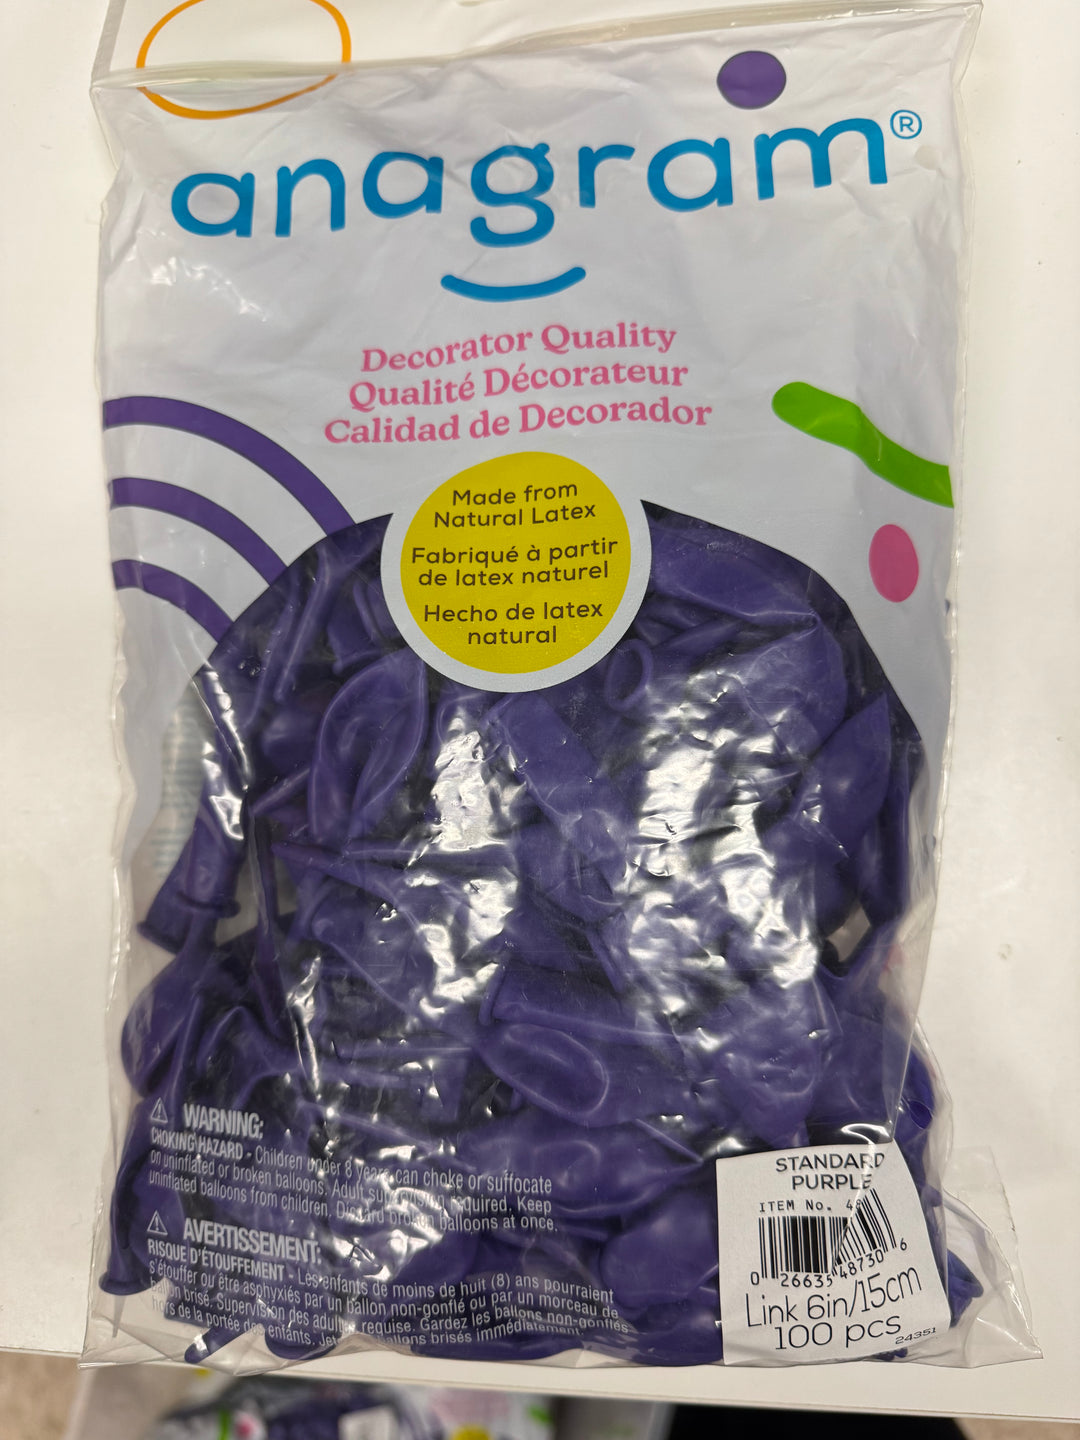 anagram®
Decorator Quality
Qualité Décorateur
Calidad de Decorador
Made from
Natural Latex
Fabriqué à partir
de latex naturel
Hecho de latex
natural
WARNING:
CHOKING HAZARD - Children under 8 years can choke or suffocate
on uninflated or broken balloons. Adult supervision required. Keep
uninflated balloons from children. Discard broken balloons at once.
AVERTISSEMENT:
RISQUE D'ÉTOUFFEMENT - Les enfants de moins de huit (8) ans pourraient
s'étouffer ou être asphyxiés par un ballon non-gonflé ou par un morceau de
ballon brisé. Supervision des adultes requise. Gardez les ballons non-gonflés
hors de la portée des enfants. ballons brisés immédiatement.
STANDARD
PURPLE
ITEM No.
0 26635 48730 6
Link 6in/15cm
100 pcs
24351